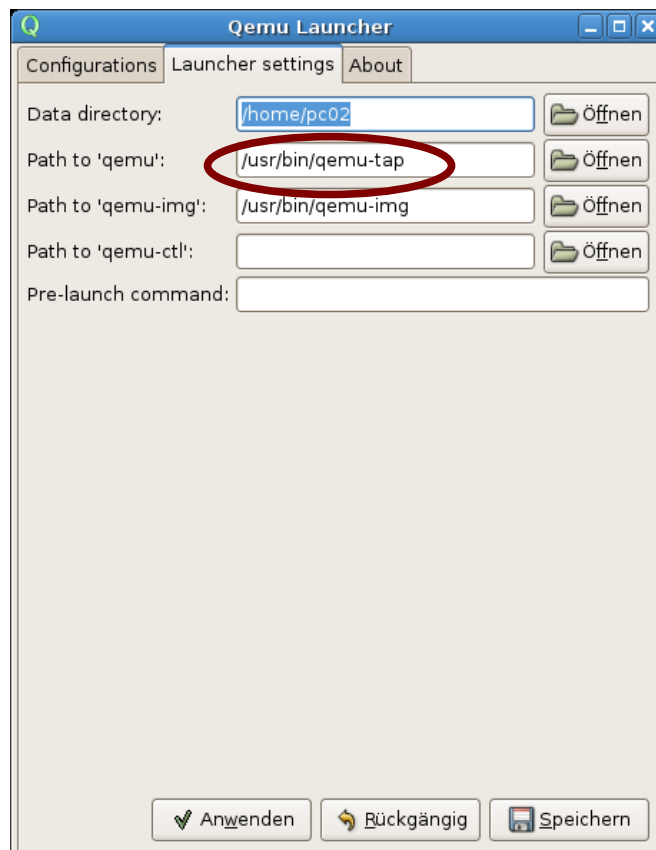 Qemu Launcher
Configurations Launcher settings About
Data directory: /home/pc02 Öffnen
Path to 'qemu': /usr/bin/qemu-tap Öffnen
Path to 'qemu-img': /usr/bin/qemu-img Öffnen
Path to 'qemu-ctl': Öffnen
Pre-launch command:
Anwenden Rückgängig Speichern